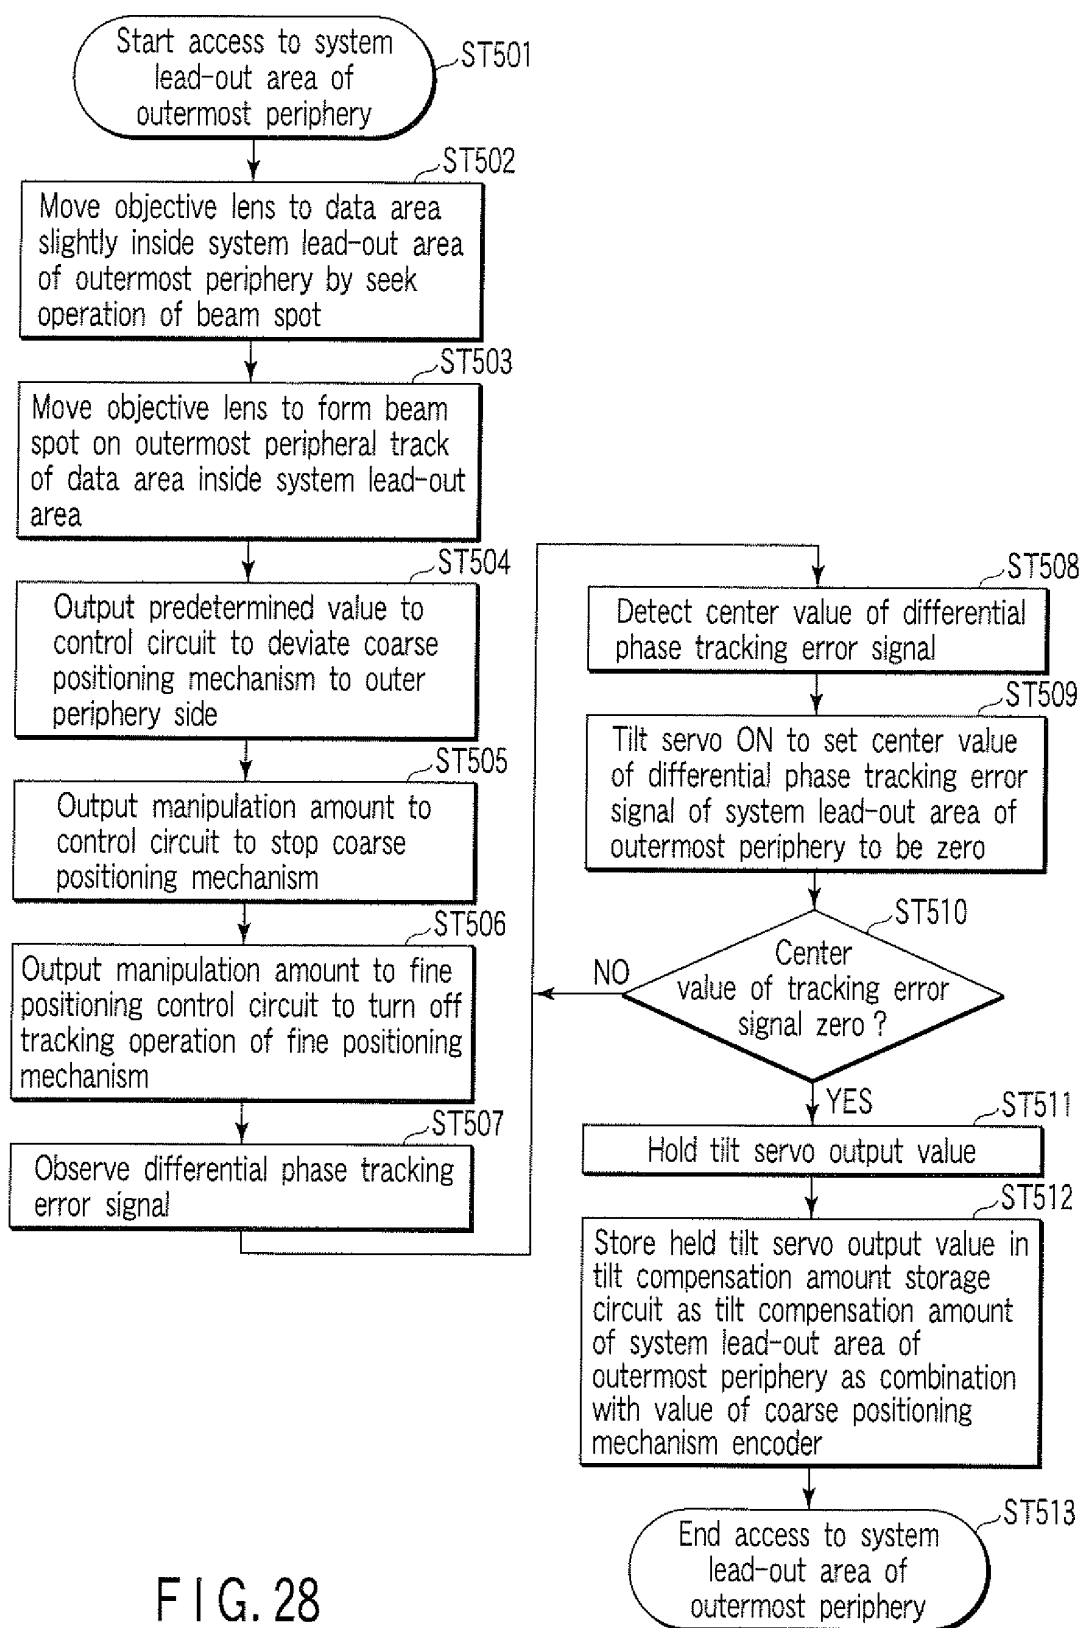 Start access to system
lead-out area of
outermost periphery
ST501
ST502
Move objective lens to data area
slightly inside system lead-out area
of outermost periphery by seek
operation of beam spot
ST503
Move objective lens to form beam
spot on outermost peripheral track
of data area inside system lead-out
area
ST504
Output predetermined value to
control circuit to deviate coarse
positioning mechanism to outer
periphery side
ST505
Output manipulation amount to
control circuit to stop coarse
positioning mechanism
ST506
Output manipulation amount to fine
positioning control circuit to turn off
tracking operation of fine positioning
mechanism
ST507
Observe differential phase tracking
error signal
ST508
Detect center value of differential
phase tracking error signal
ST509
Tilt servo ON to set center value
of differential phase tracking error
signal of system lead-out area of
outermost periphery to be zero
ST510
Center
value of tracking error
signal zero ?
NO
YES
ST511
Hold tilt servo output value
ST512
Store held tilt servo output value in
tilt compensation amount storage
circuit as tilt compensation amount
of system lead-out area of
outermost periphery as combination
with value of coarse positioning
mechanism encoder
ST513
End access to system
lead-out area of
outermost periphery
FIG. 28